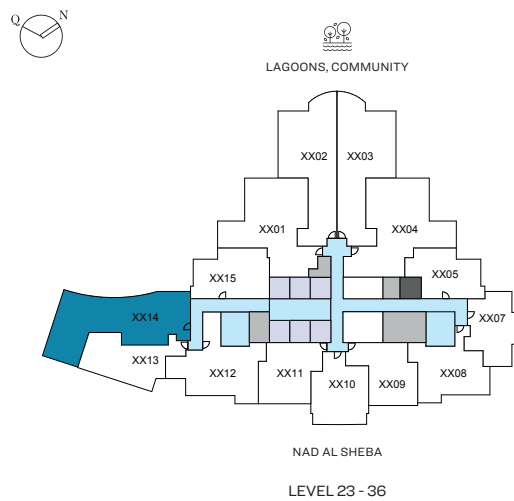 Q N
LAGOONS, COMMUNITY
XX02 XX03
XX01 XX04
XX15 XX05
XX14 XX07
XX13 XX12 XX11 XX10 XX09 XX08
NAD AL SHEBA
LEVEL 23 - 36